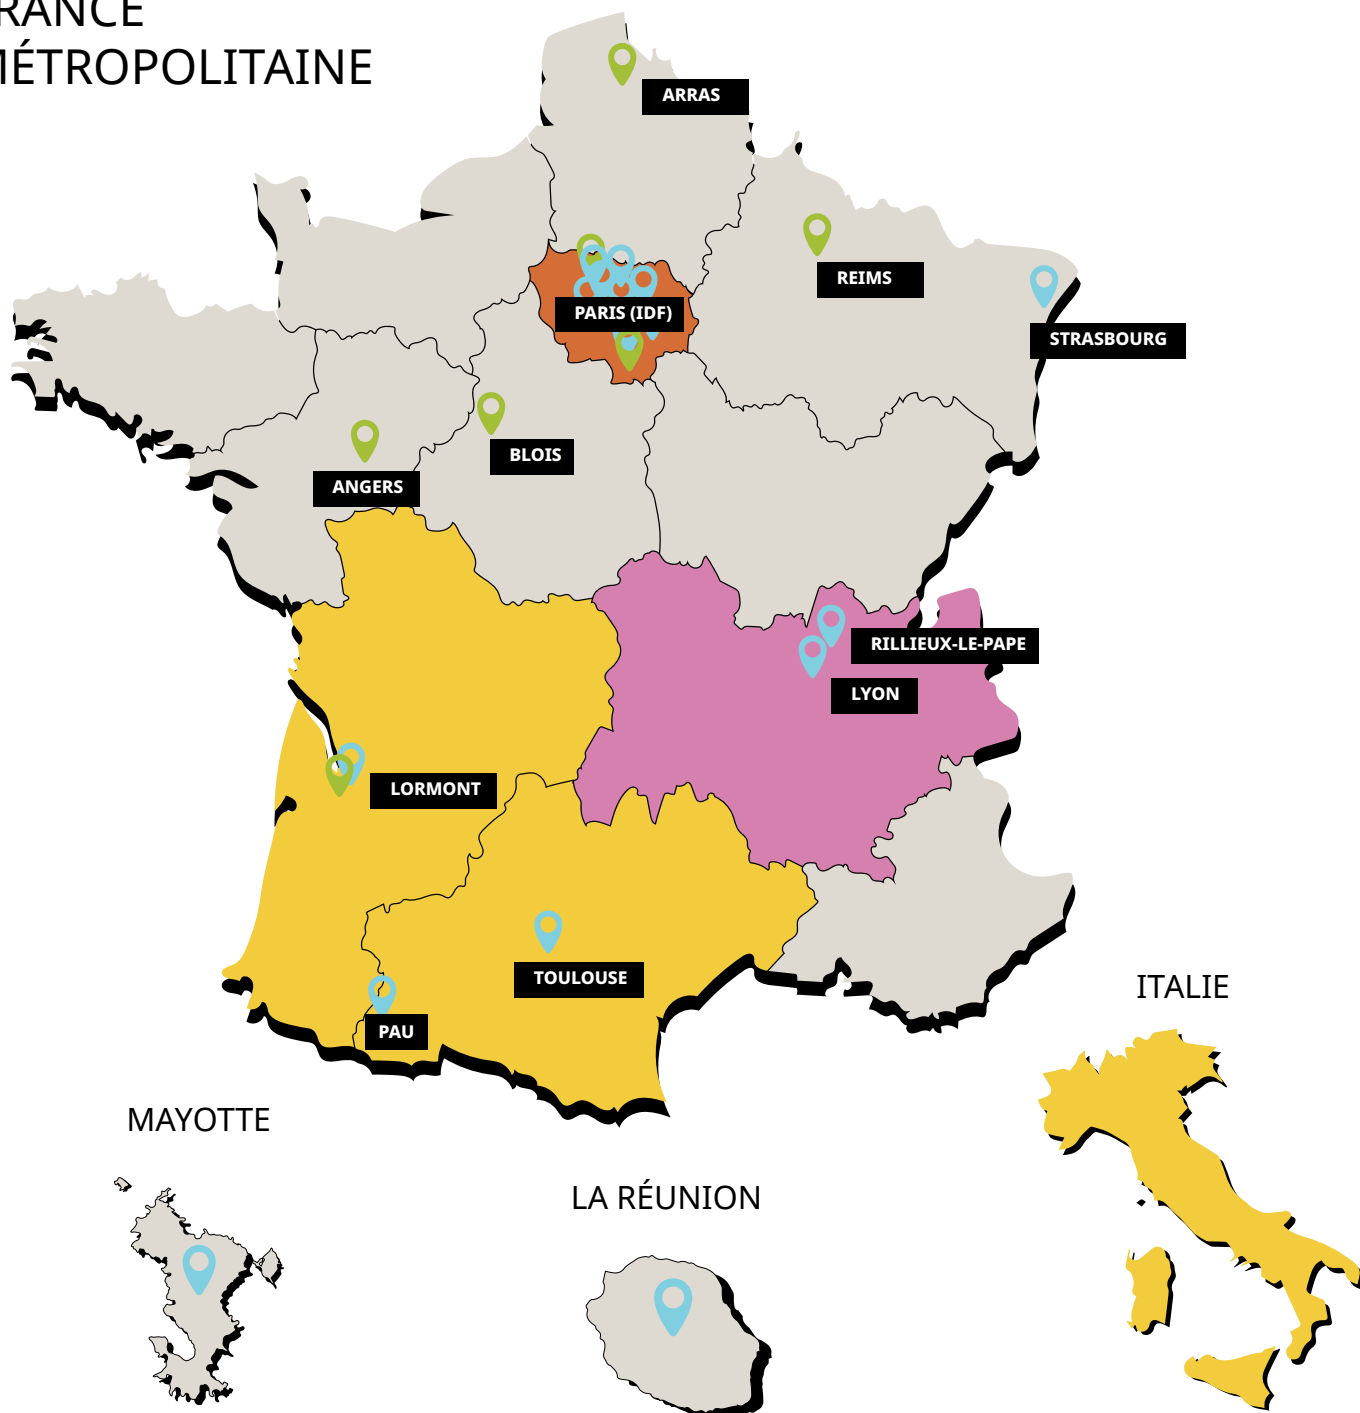 RANCE
MÉTROPOLITAINE
ARRAS
REIMS
PARIS (IDF)
STRASBOURG
BLOIS
ANGERS
RILLIEUX-LE-PAPE
LYON
LORMONT
TOULOUSE
PAU
ITALIE
MAYOTTE
LA RÉUNION